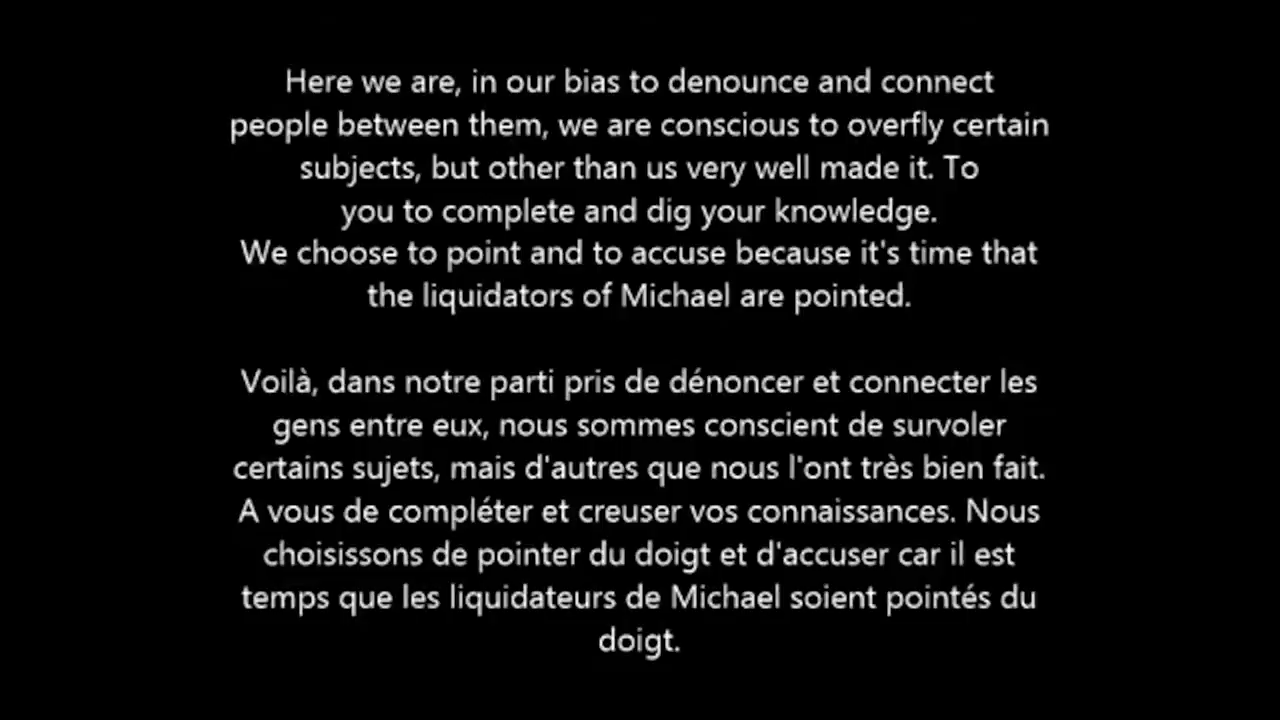 Here we are, in our bias to denounce and connect
people between them, we are conscious to overfly certain
subjects, but other than us very well made it. To
you to complete and dig your knowledge.
We choose to point and to accuse because it's time that
the liquidators of Michael are pointed.
Voilà, dans notre parti pris de dénoncer et connecter les
gens entre eux, nous sommes conscient de survoler
certains sujets, mais d'autres que nous l'ont très bien fait.
A vous de compléter et creuser vos connaissances. Nous
choisissons de pointer du doigt et d'accuser car il est
temps que les liquidateurs de Michael soient pointés du
doigt.